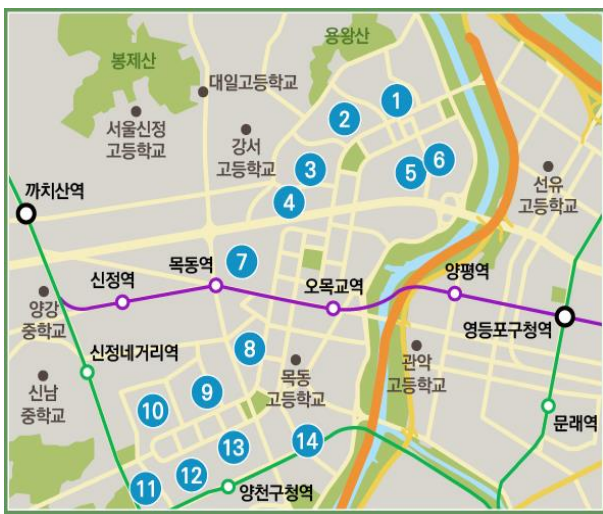 용왕산
봉제산
대일고등학교
서울신정
고등학교
강서
고등학교
1
2
3
4
5
6
선유
고등학교
까치산역
목동역
7
신정역
오목교역
양평역
영등포구청역
양강
중학교
신정네거리역
8
목동
고등학교
관악
고등학교
신남
중학교
9
10
문래역
13
14
12
11
양천구청역